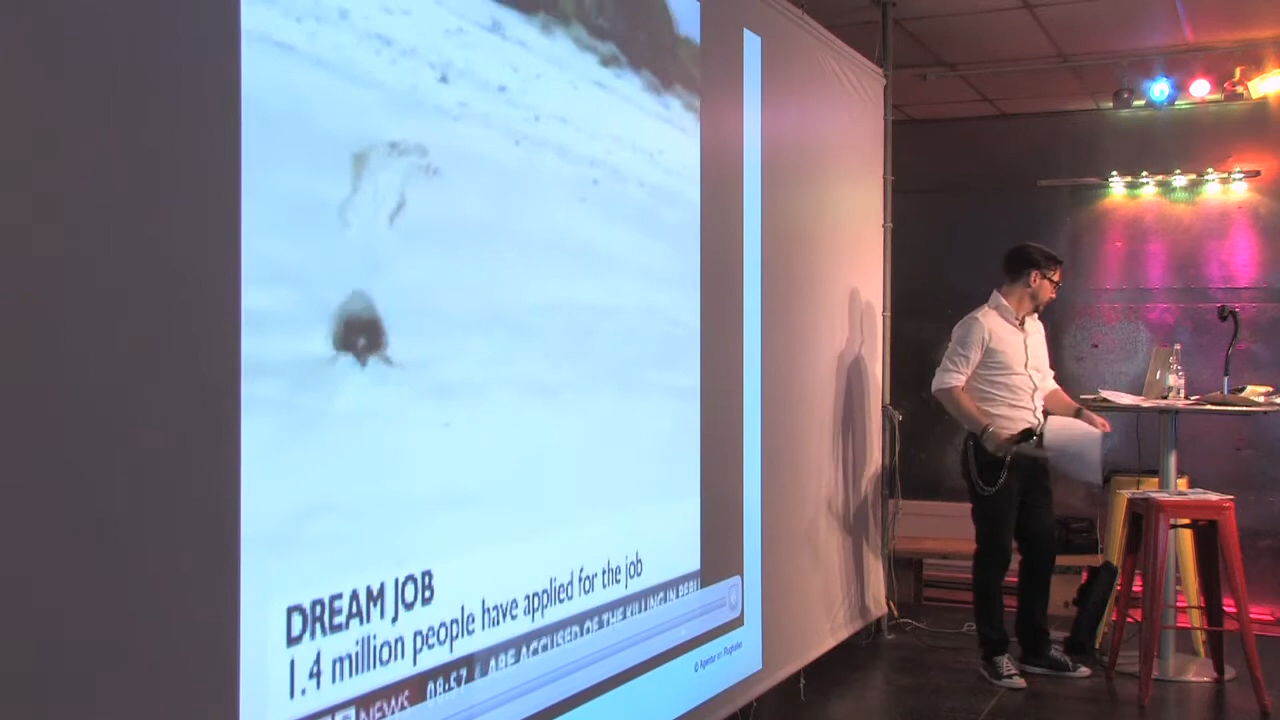 DREAM JOB
1.4 million people have applied for the job
NEWS 08:57 ARE ACCUSED OF THE KILLING IN PERU